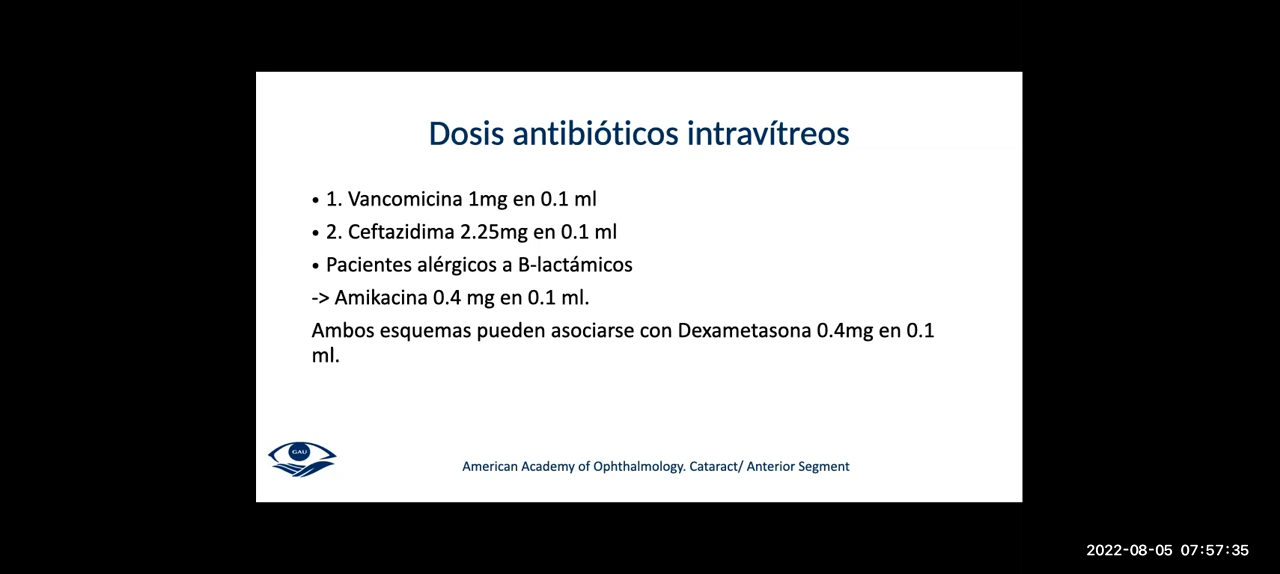 Dosis antibióticos intravítreos
• 1. Vancomicina 1mg en 0.1 ml
• 2. Ceftazidima 2.25mg en 0.1 ml
• Pacientes alérgicos a B-lactámicos
-> Amikacina 0.4 mg en 0.1 ml.
Ambos esquemas pueden asociarse con Dexametasona 0.4mg en 0.1
ml.
GAU
American Academy of Ophthalmology. Cataract/ Anterior Segment
2022-08-05 07:57:35